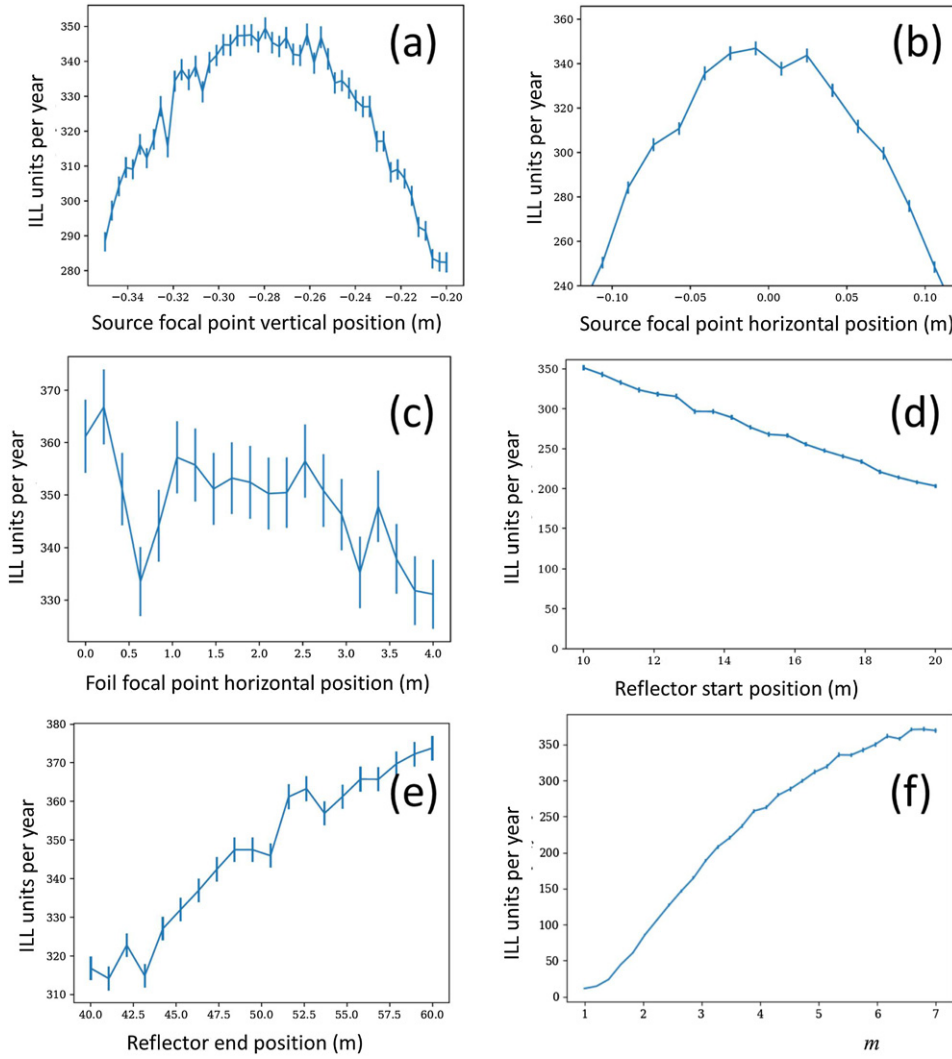 (a)
ILL units per year
350
340
330
320
310
300
290
280
−0.34 −0.32 −0.30 −0.28 −0.26 −0.24 −0.22 −0.20
Source focal point vertical position (m)
(b)
ILL units per year
360
340
320
300
280
260
240
−0.10 −0.05 0.00 0.05 0.10
Source focal point horizontal position (m)
(c)
ILL units per year
370
360
350
340
330
0.0 0.5 1.0 1.5 2.0 2.5 3.0 3.5 4.0
Foil focal point horizontal position (m)
(d)
ILL units per year
350
300
250
200
150
100
50
0
10 12 14 16 18 20
Reflector start position (m)
(e)
ILL units per year
380
370
360
350
340
330
320
310
40.0 42.5 45.0 47.5 50.0 52.5 55.0 57.5 60.0
Reflector end position (m)
(f)
ILL units per year
350
300
250
200
150
100
50
0
1 2 3 4 5 6 7
m